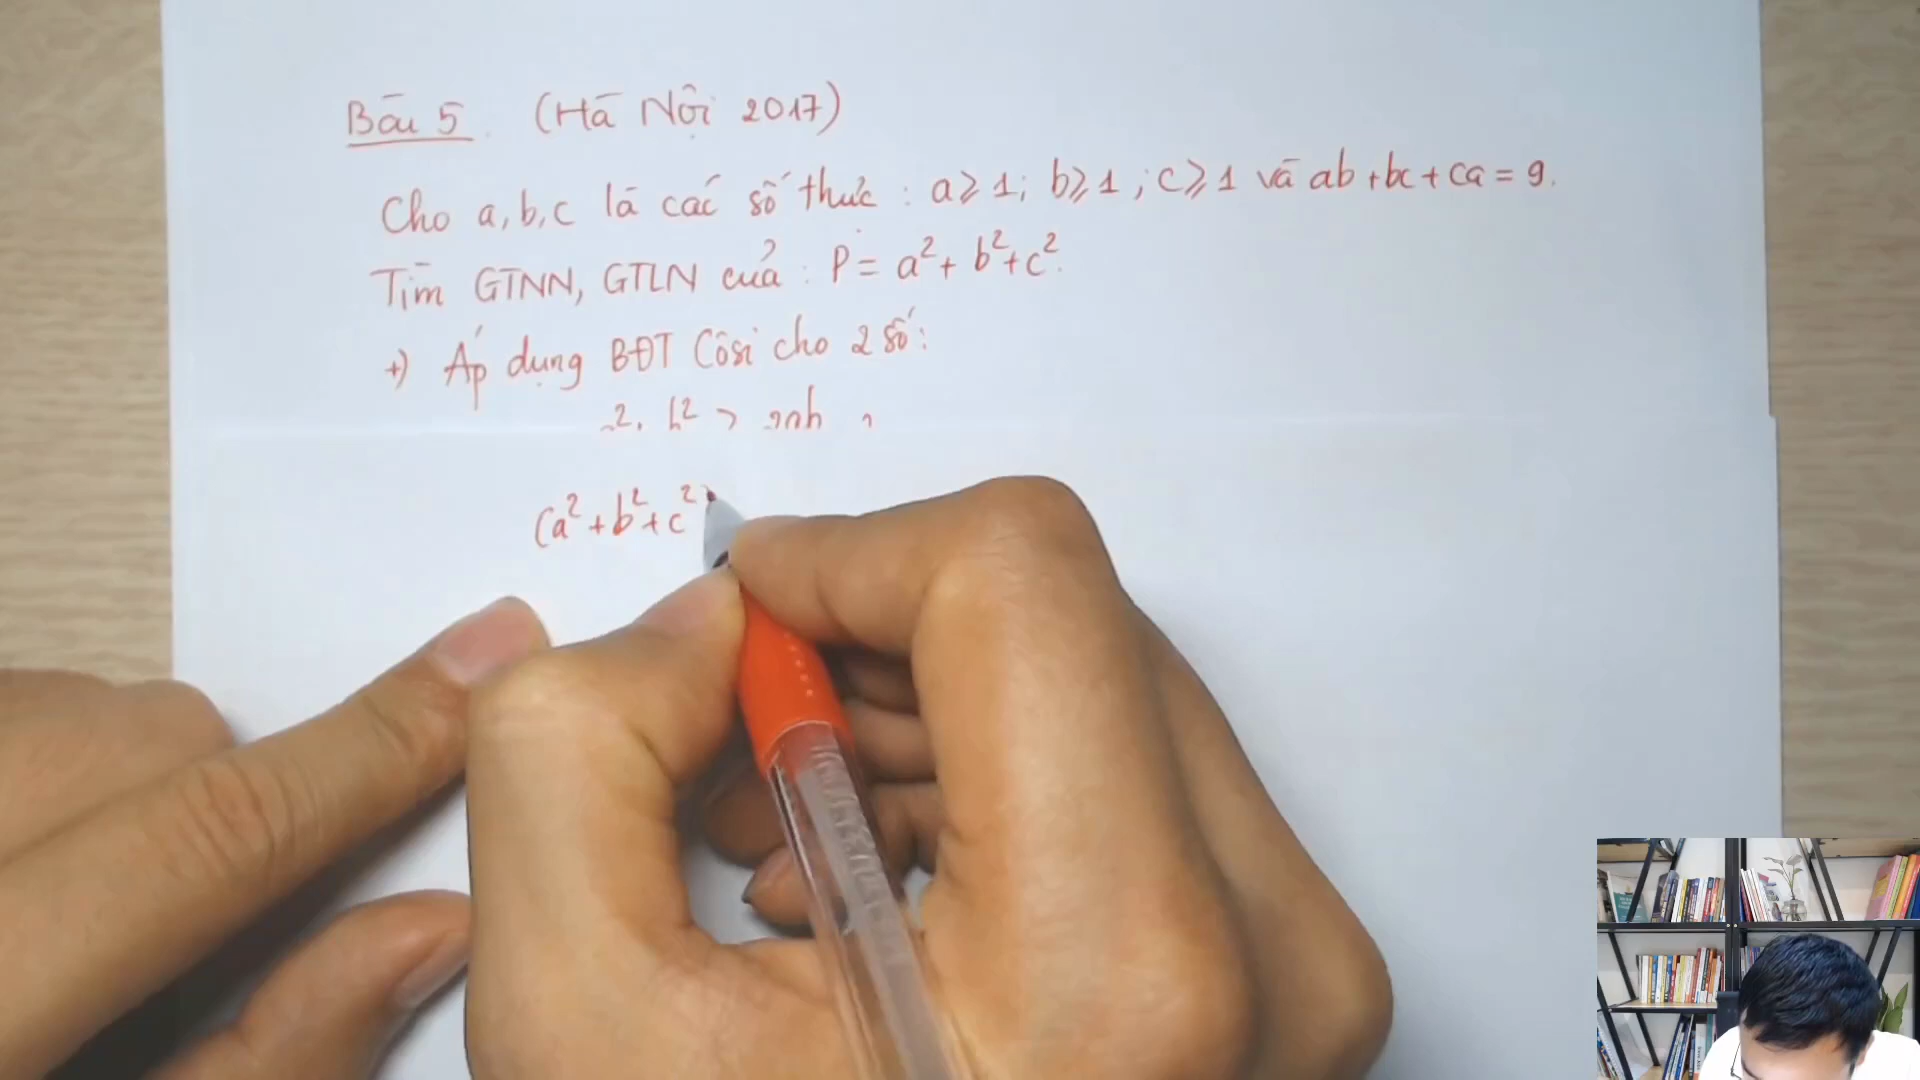 Bài 5. (Hà Nội 2017)
Cho a, b, c là các số thực : a ⩾ 1; b ⩾ 1; c ⩾ 1 và ab + bc + ca = 9.
Tìm GTNN, GTLN của : P = a² + b² + c².
+) Áp dụng BĐT Côsi cho 2 số :
(a² + b² + c²)